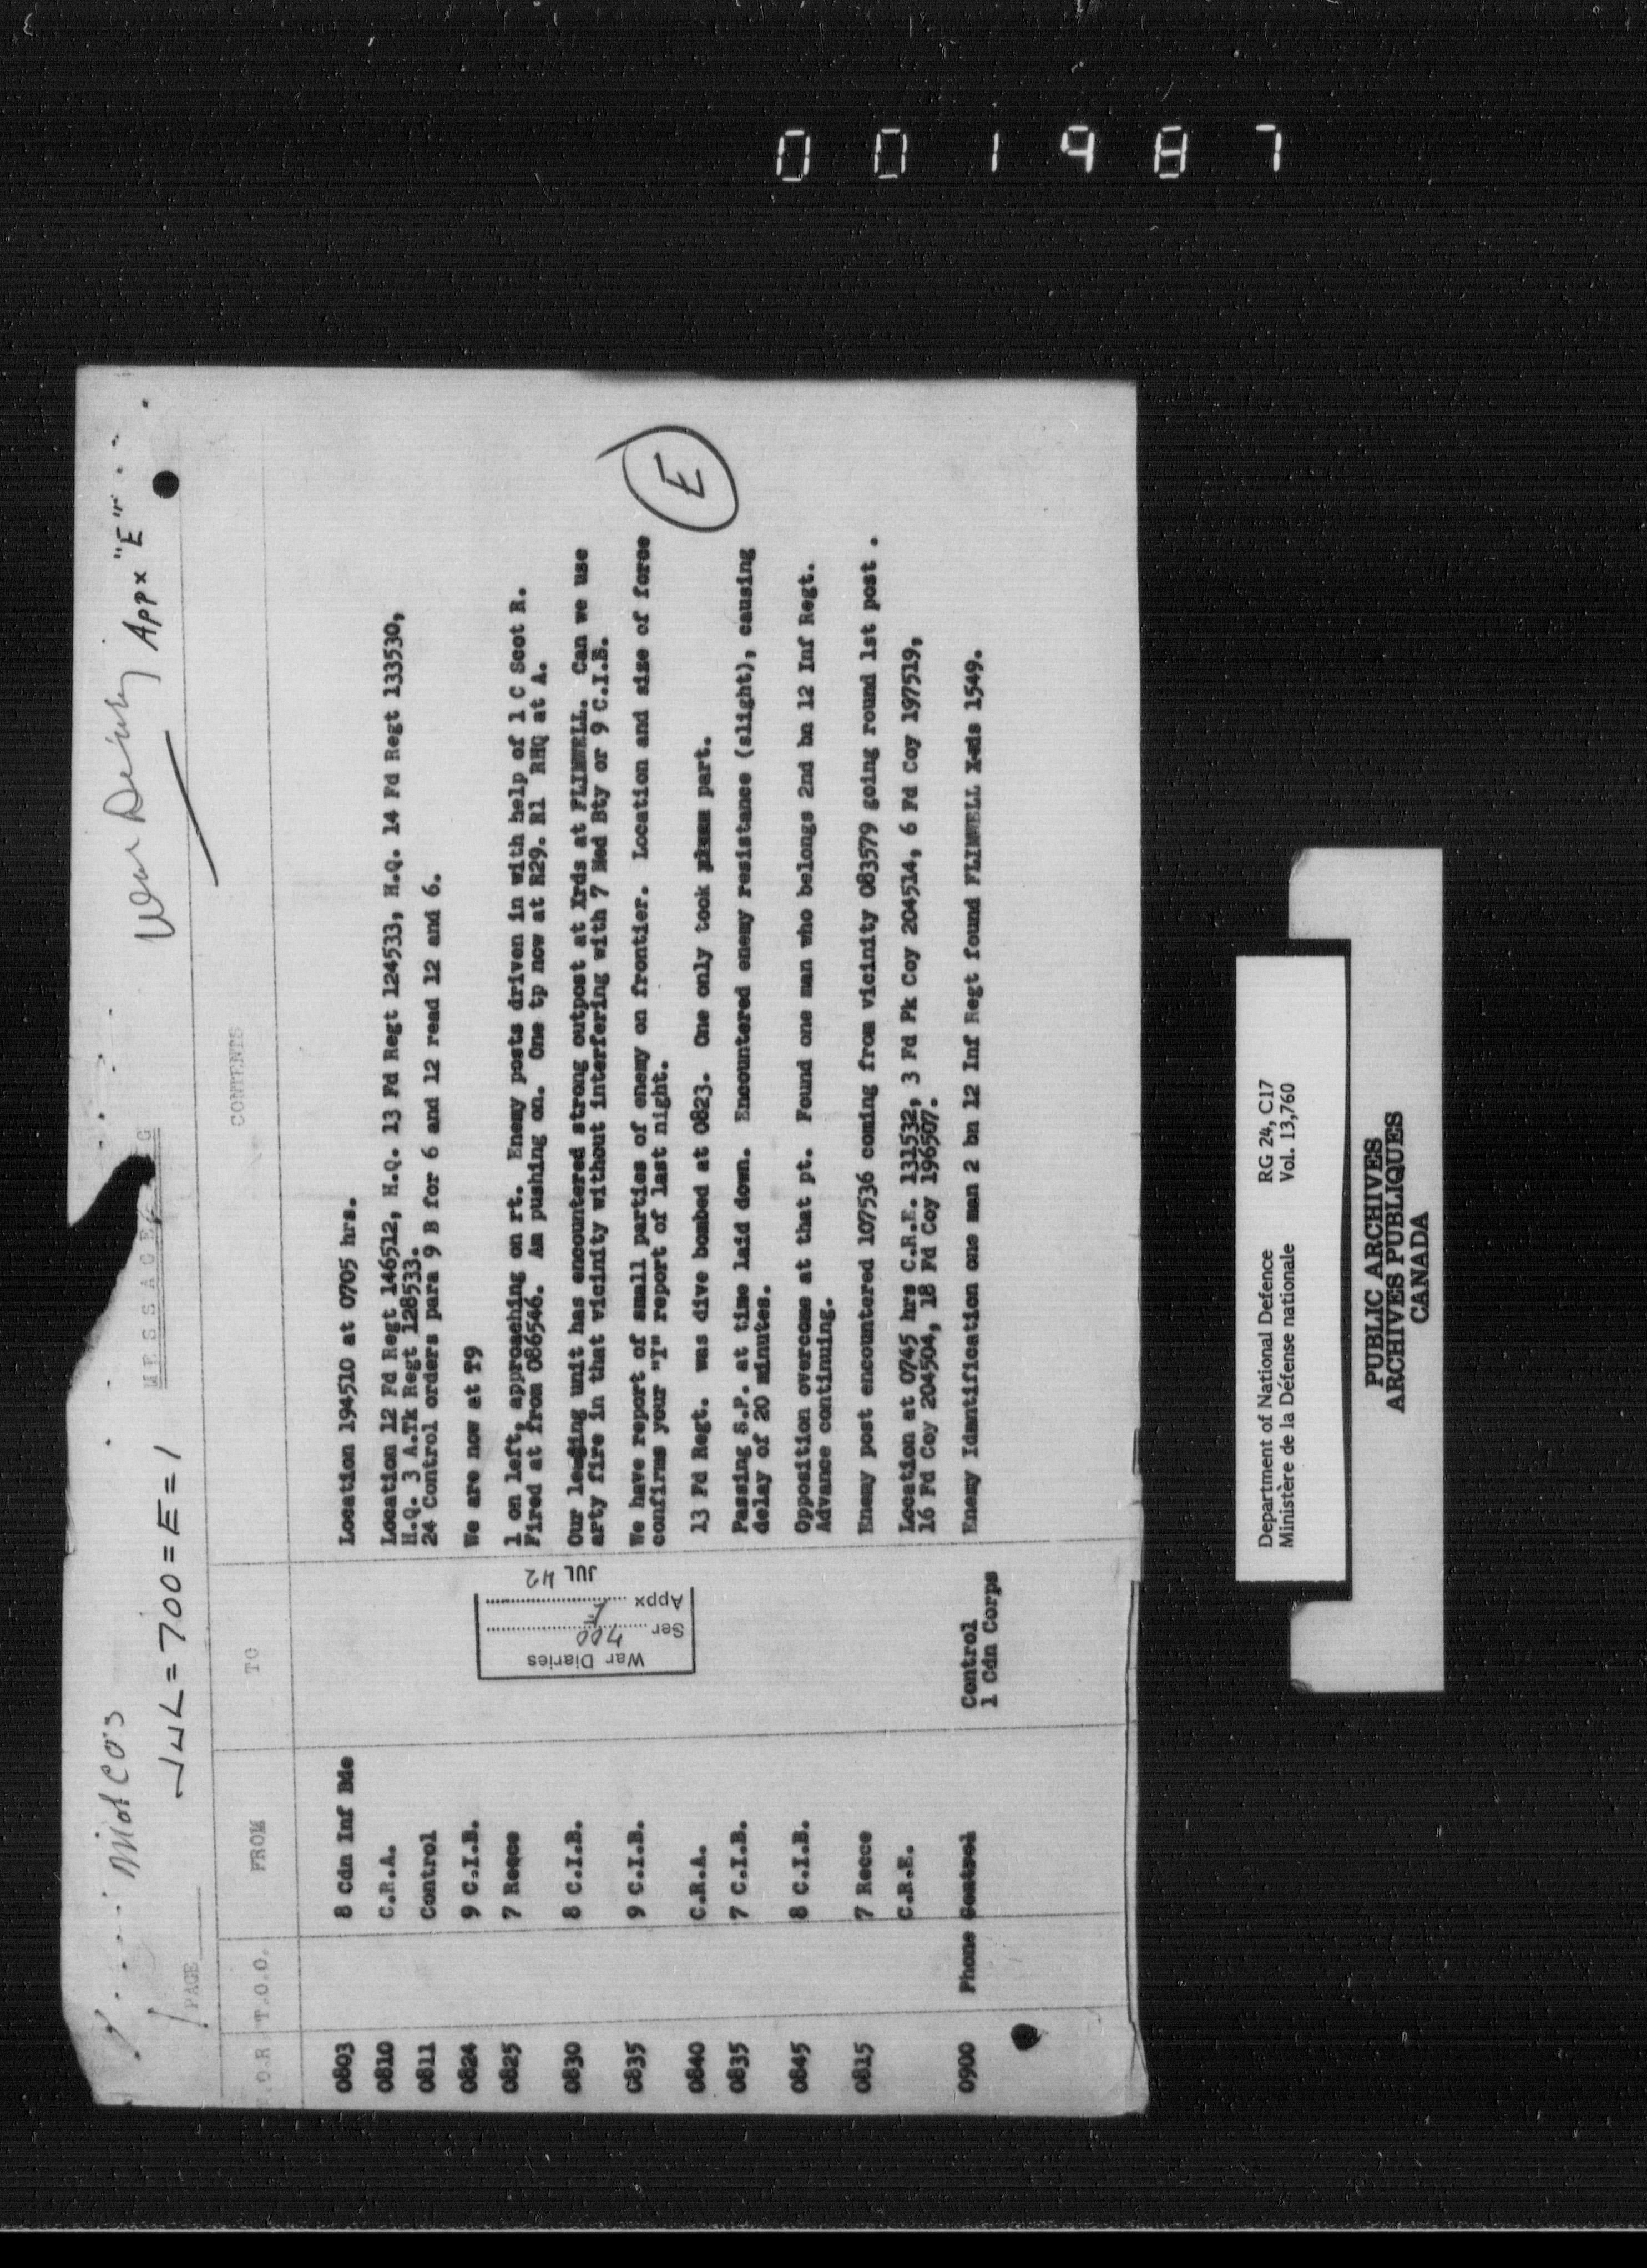 001987
War Diary Appx "E"
JUL = 700 = E = 1
PAGE
MESSAGE
T.O.R T.O.O. FROM TO CONTENTS
0803 8 Cdn Inf Bde Location 194510 at 0705 hrs.
0810 C.R.A. Location 12 Fd Regt 146512, H.Q. 13 Fd Regt 124533, H.Q. 14 Fd Regt 133530,
H.Q. 3 A.Tk Regt 128533.
0811 Control 24 Control orders para 9 B for 6 and 12 read 12 and 6.
0824 9 C.I.B. We are now at T9
0825 7 Recce 1 on left, approaching on rt. Enemy posts driven in with help of 1 C Scot R.
Fired at from 086546. Am pushing on. One tp now at R29. R1 RHQ at A.
0830 8 C.I.B. Our leading unit has encountered strong outpost at Xrds at FLIMWELL. Can we use
arty fire in that vicinity without interfering with 7 Med Bty or 9 C.I.B.
0835 9 C.I.B. We have report of small parties of enemy on frontier. Location and size of force
confirms your "I" report of last night.
0840 C.R.A. 13 Fd Regt. was dive bombed at 0823. One only took part.
0835 7 C.I.B. Passing S.P. at time laid down. Encountered enemy resistance (slight), causing
delay of 20 minutes.
0845 8 C.I.B. Opposition overcome at that pt. Found one man who belongs 2nd bn 12 Inf Regt.
Advance continuing.
0815 7 Recce Enemy post encountered 107536 coming from vicinity 083579 going round 1st post .
C.R.E. Location at 0745 hrs C.R.E. 131532, 3 Fd Pk Coy 204514, 6 Fd Coy 197519,
16 Fd Coy 204504, 18 Fd Coy 196507.
0900 Phone Control Control Enemy Identification one man 2 bn 12 Inf Regt found FLIMWELL X-ds 1549.
1 Cdn Corps
War Diaries
Ser 700
Appx
JUL 42
E
Department of National Defence RG 24, C17
Ministère de la Défense nationale Vol. 13,760
PUBLIC ARCHIVES
ARCHIVES PUBLIQUES
CANADA